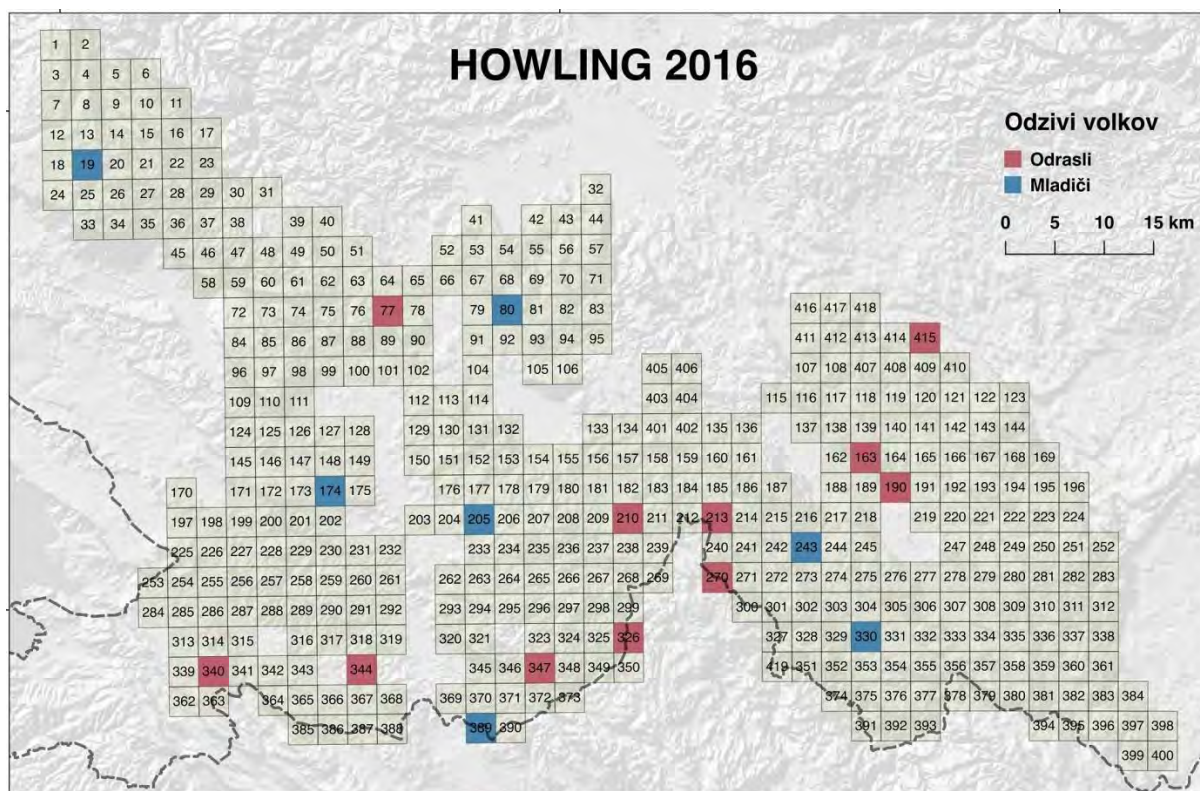 HOWLING 2016
Odzivi volkov
Odrasli
Mladiči
0 5 10 15 km
1 2
3 4 5 6
7 8 9 10 11
12 13 14 15 16 17
18 19 20 21 22 23
24 25 26 27 28 29 30 31 32
33 34 35 36 37 38 39 40 41 42 43 44
45 46 47 48 49 50 51 52 53 54 55 56 57
58 59 60 61 62 63 64 65 66 67 68 69 70 71
72 73 74 75 76 77 78 79 80 81 82 83 416 417 418
84 85 86 87 88 89 90 91 92 93 94 95 411 412 413 414 415
96 97 98 99 100 101 102 104 105 106 405 406 107 108 407 408 409 410
109 110 111 112 113 114 403 404 115 116 117 118 119 120 121 122 123
124 125 126 127 128 129 130 131 132 133 134 401 402 135 136 137 138 139 140 141 142 143 144
145 146 147 148 149 150 151 152 153 154 155 156 157 158 159 160 161 162 163 164 165 166 167 168 169
170 171 172 173 174 175 176 177 178 179 180 181 182 183 184 185 186 187 188 189 190 191 192 193 194 195 196
197 198 199 200 201 202 203 204 205 206 207 208 209 210 211 212 213 214 215 216 217 218 219 220 221 222 223 224
225 226 227 228 229 230 231 232 233 234 235 236 237 238 239 240 241 242 243 244 245 247 248 249 250 251 252
253 254 255 256 257 258 259 260 261 262 263 264 265 266 267 268 269 270 271 272 273 274 275 276 277 278 279 280 281 282 283
284 285 286 287 288 289 290 291 292 293 294 295 296 297 298 299 300 301 302 303 304 305 306 307 308 309 310 311 312
313 314 315 316 317 318 319 320 321 323 324 325 326 327 328 329 330 331 332 333 334 335 336 337 338
339 340 341 342 343 344 345 346 347 348 349 350 419 351 352 353 354 355 356 357 358 359 360 361
362 363 364 365 366 367 368 369 370 371 372 373 374 375 376 377 378 379 380 381 382 383 384
385 386 387 388 389 390 391 392 393 394 395 396 397 398
399 400